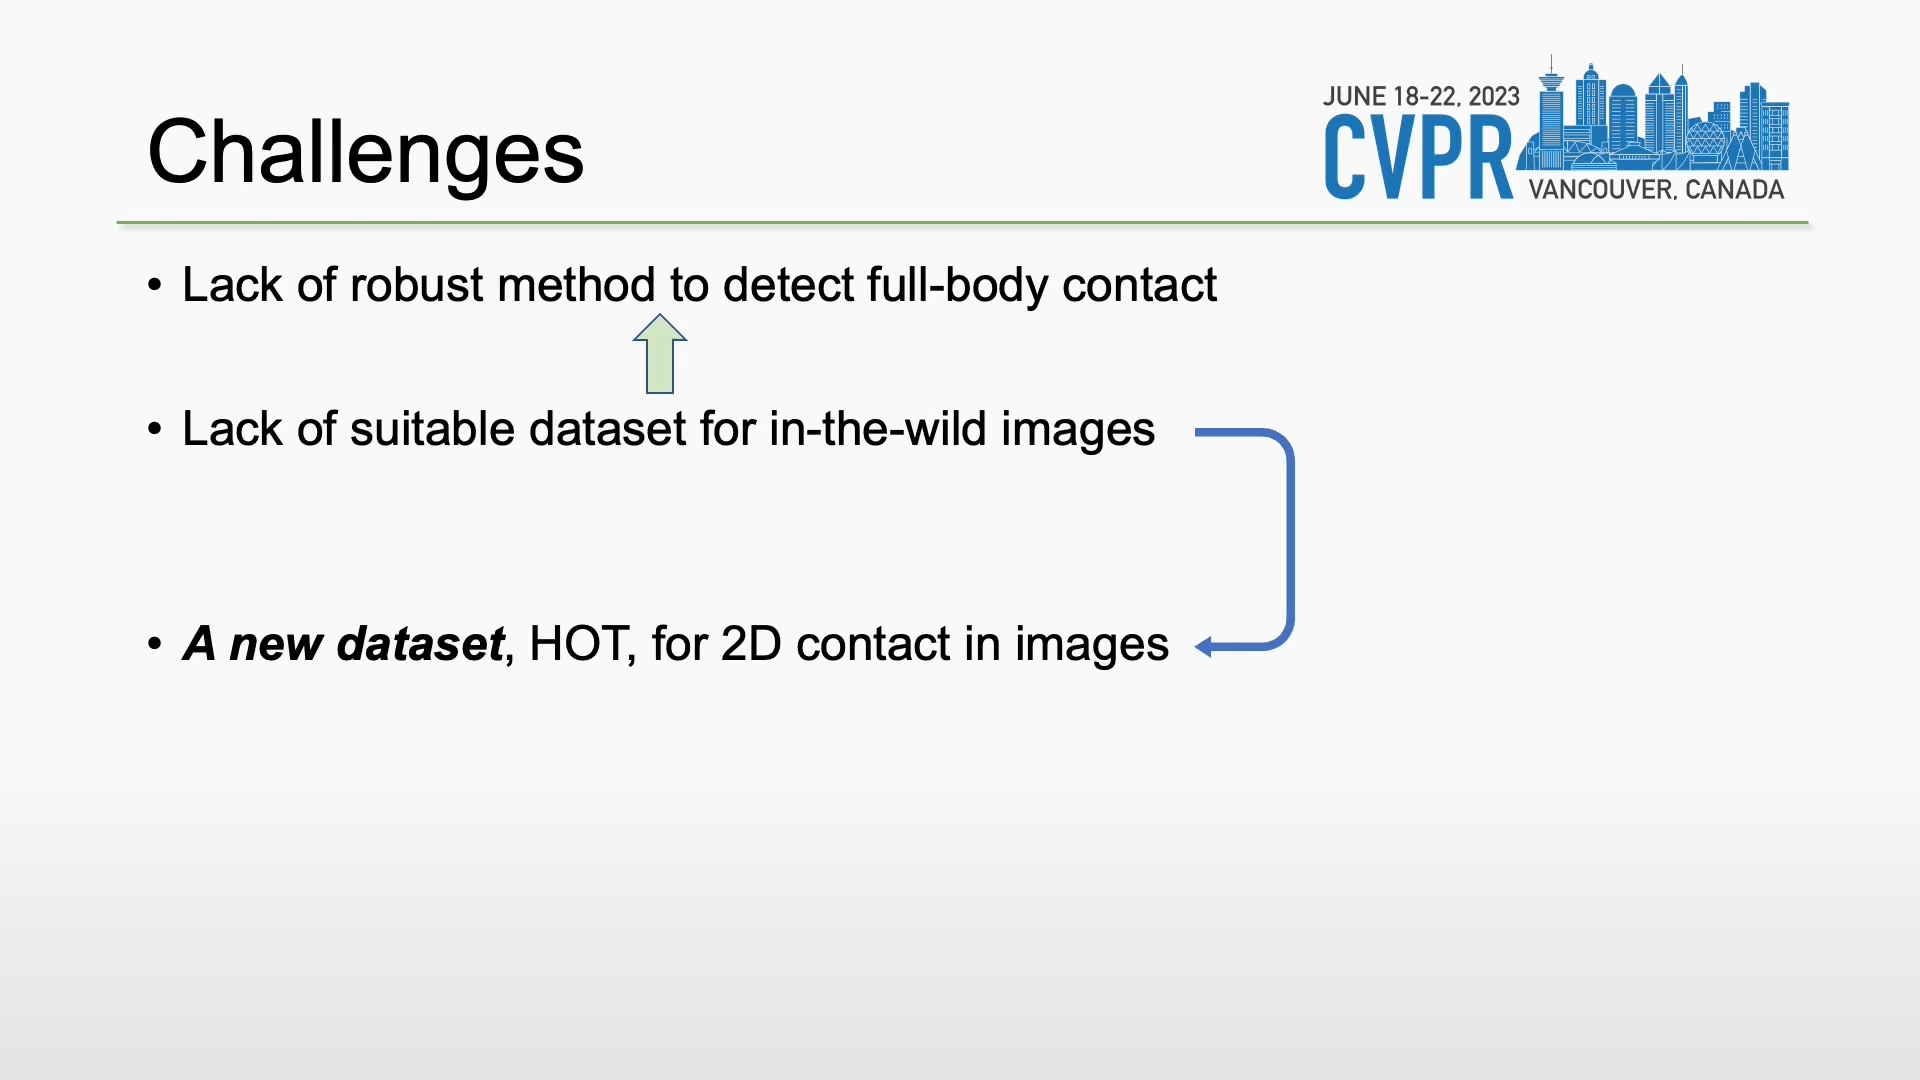 Challenges
JUNE 18-22, 2023
CVPR
VANCOUVER, CANADA
• Lack of robust method to detect full-body contact
• Lack of suitable dataset for in-the-wild images
• A new dataset, HOT, for 2D contact in images